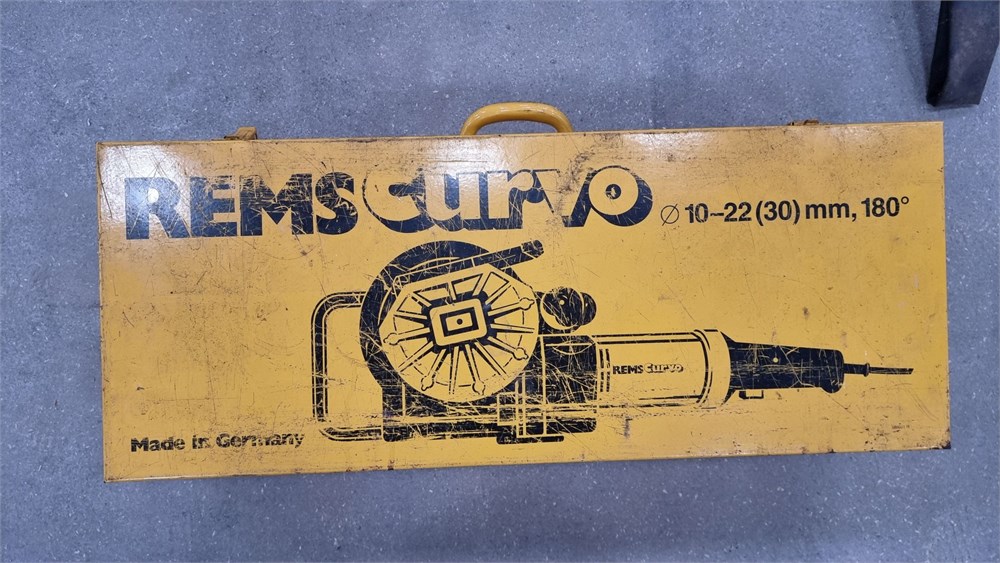 REMS Curvo Ø 10-22 (30) mm, 180°
REMS Curvo
Made in Germany